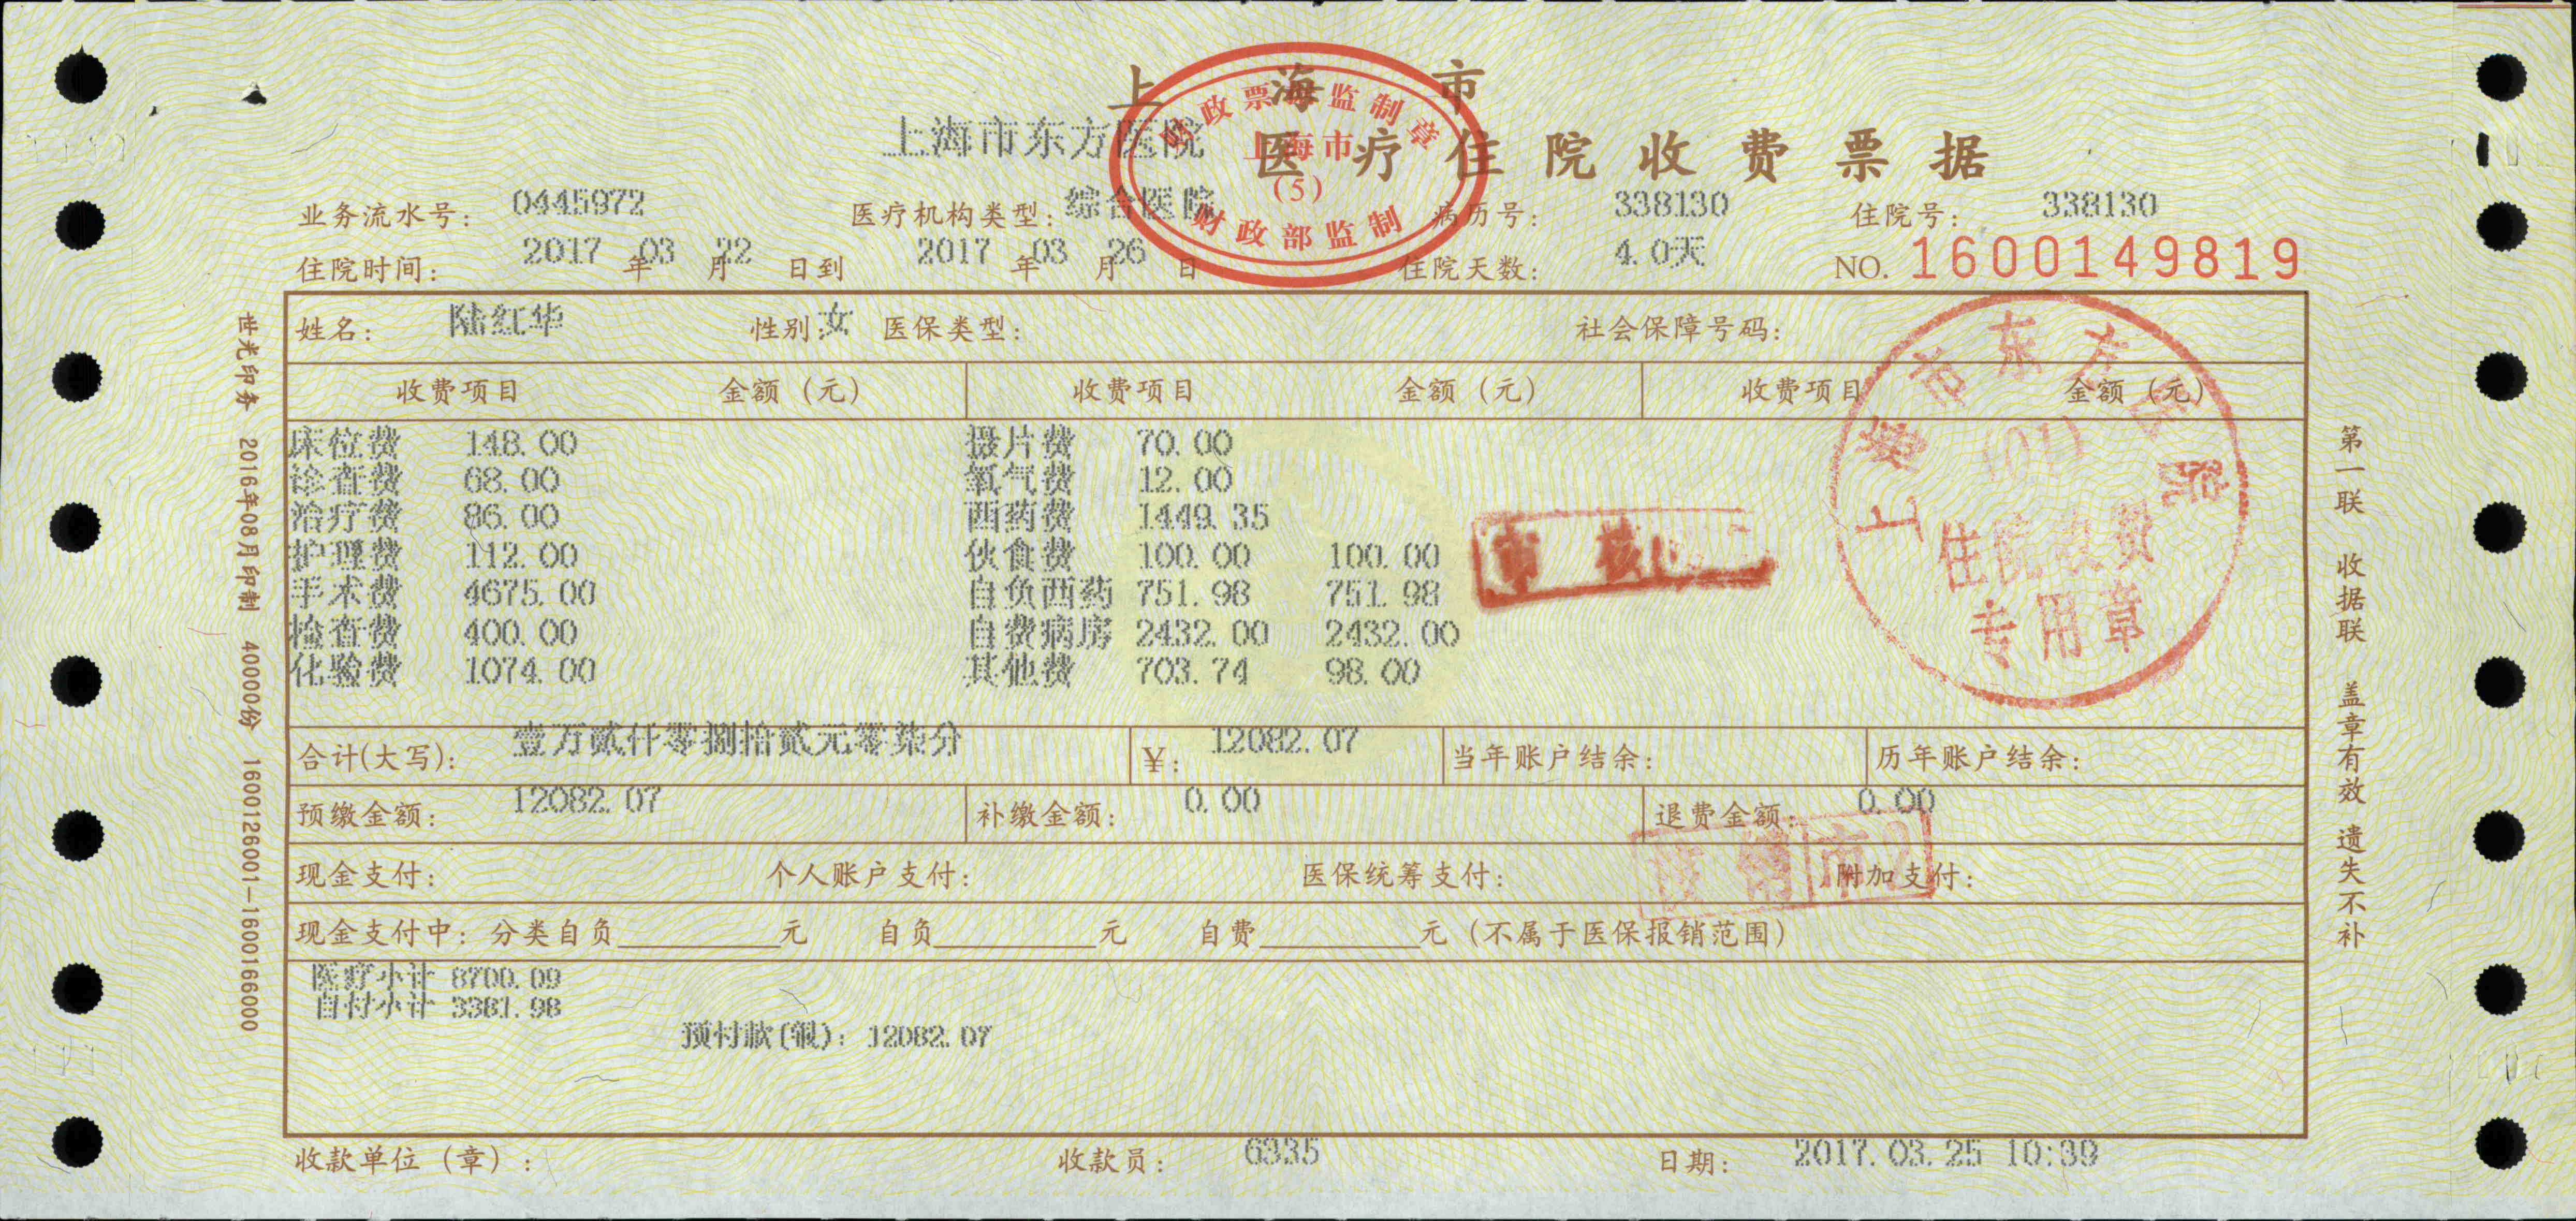 上海市
上海市东方医院 医疗住院收费票据
财政票据监制章
上海市
(5)
财政部监制
业务流水号: 0445972 医疗机构类型: 综合医院 病历号: 338130 住院号: 338130
住院时间: 2017年03月22日到 2017年03月26日 住院天数: 4.0天 NO. 1600149819
姓名: 陆红华 性别: 女 医保类型: 社会保障号码:
收费项目 金额（元） 收费项目 金额（元） 收费项目 金额（元）
床位费 148.00 摄片费 70.00
诊查费 68.00 氧气费 12.00
治疗费 86.00 西药费 1449.35
护理费 112.00 伙食费 100.00 100.00
手术费 4675.00 自负西药 751.98 751.98
检查费 400.00 自费病房 2432.00 2432.00
化验费 1074.00 其他费 703.74 98.00
审核
上海市东方医院
(01)
住院收费
专用章
合计(大写): 壹万贰仟零捌拾贰元零柒分 ¥: 12082.07 当年账户结余: 历年账户结余:
预缴金额: 12082.07 补缴金额: 0.00 退费金额: 0.00
现金支付: 个人账户支付: 医保统筹支付: 附加支付:
现金支付中: 分类自负 元 自负 元 自费 元（不属于医保报销范围）
医疗小计 8700.09
自付小计 3381.98
预付款(银): 12082.07
收款单位（章）: 收款员: 6335 日期: 2017.03.25 10:39
世光印务 2016年08月印制 40000份 1600126001-1600166000
第一联 收据联 盖章有效 遗失不补